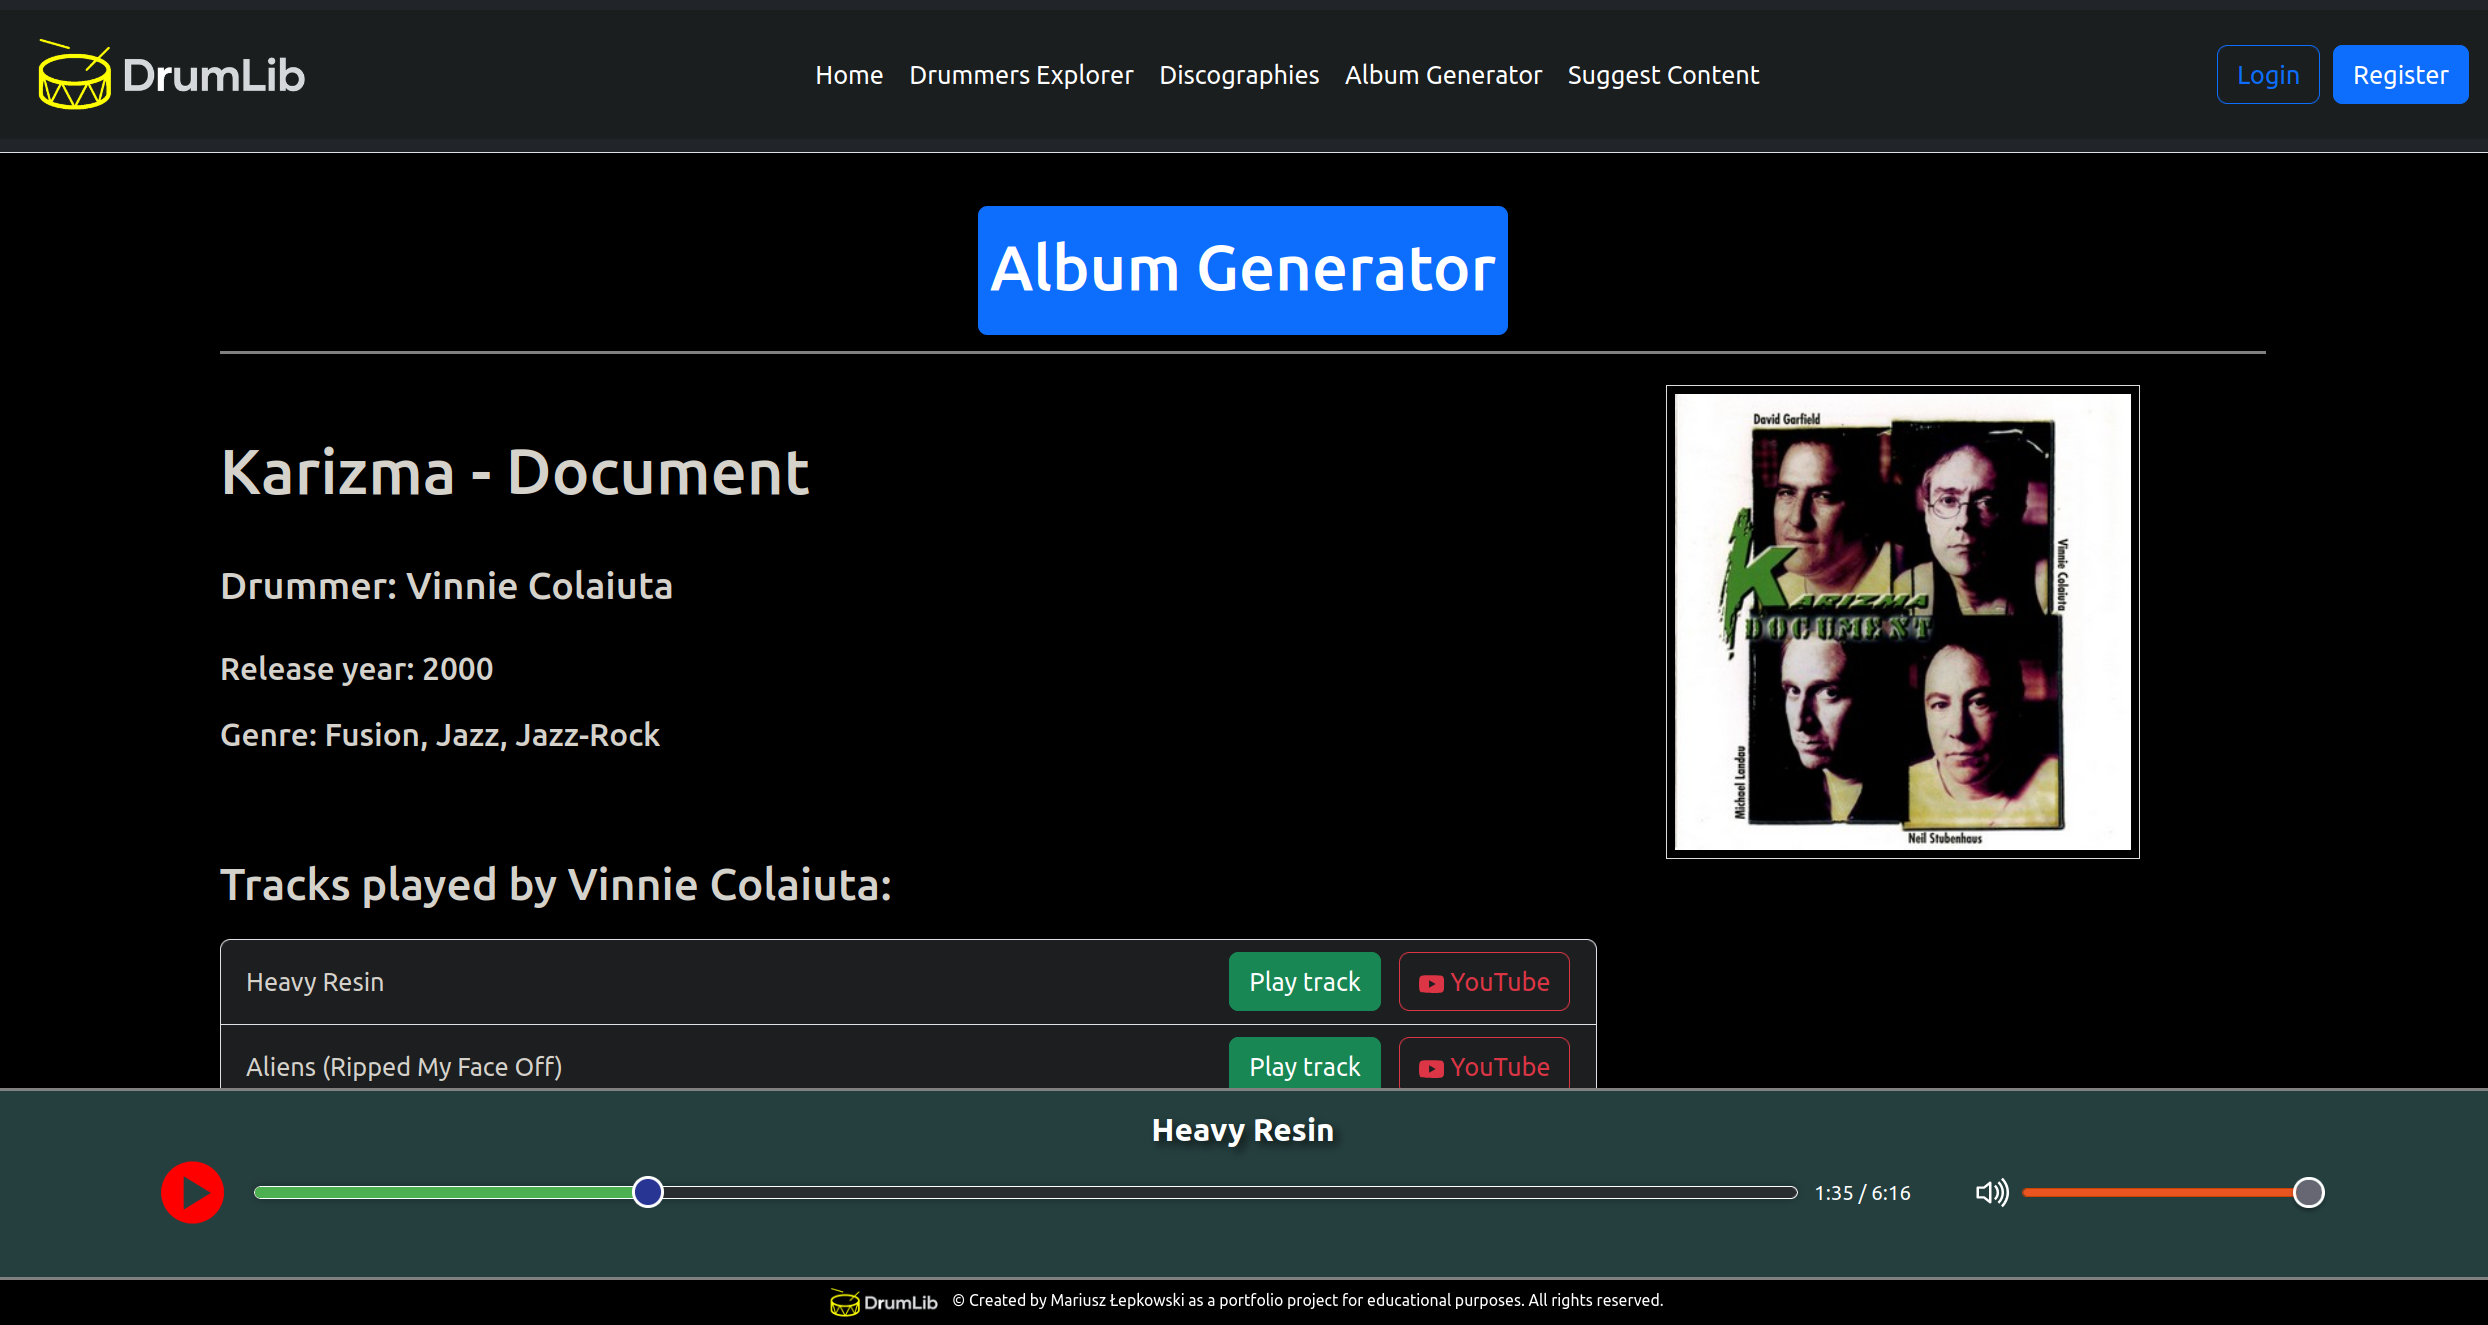 DrumLib
Home Drummers Explorer Discographies Album Generator Suggest Content
Login Register
Album Generator
Karizma - Document
Drummer: Vinnie Colaiuta
Release year: 2000
Genre: Fusion, Jazz, Jazz-Rock
David Garfield
Vinnie Colaiuta
KARIZMA
DOCUMENT
Michael Landau
Neil Stubenhaus
Tracks played by Vinnie Colaiuta:
Heavy Resin Play track YouTube
Aliens (Ripped My Face Off) Play track YouTube
Heavy Resin
1:35 / 6:16
DrumLib © Created by Mariusz Łepkowski as a portfolio project for educational purposes. All rights reserved.